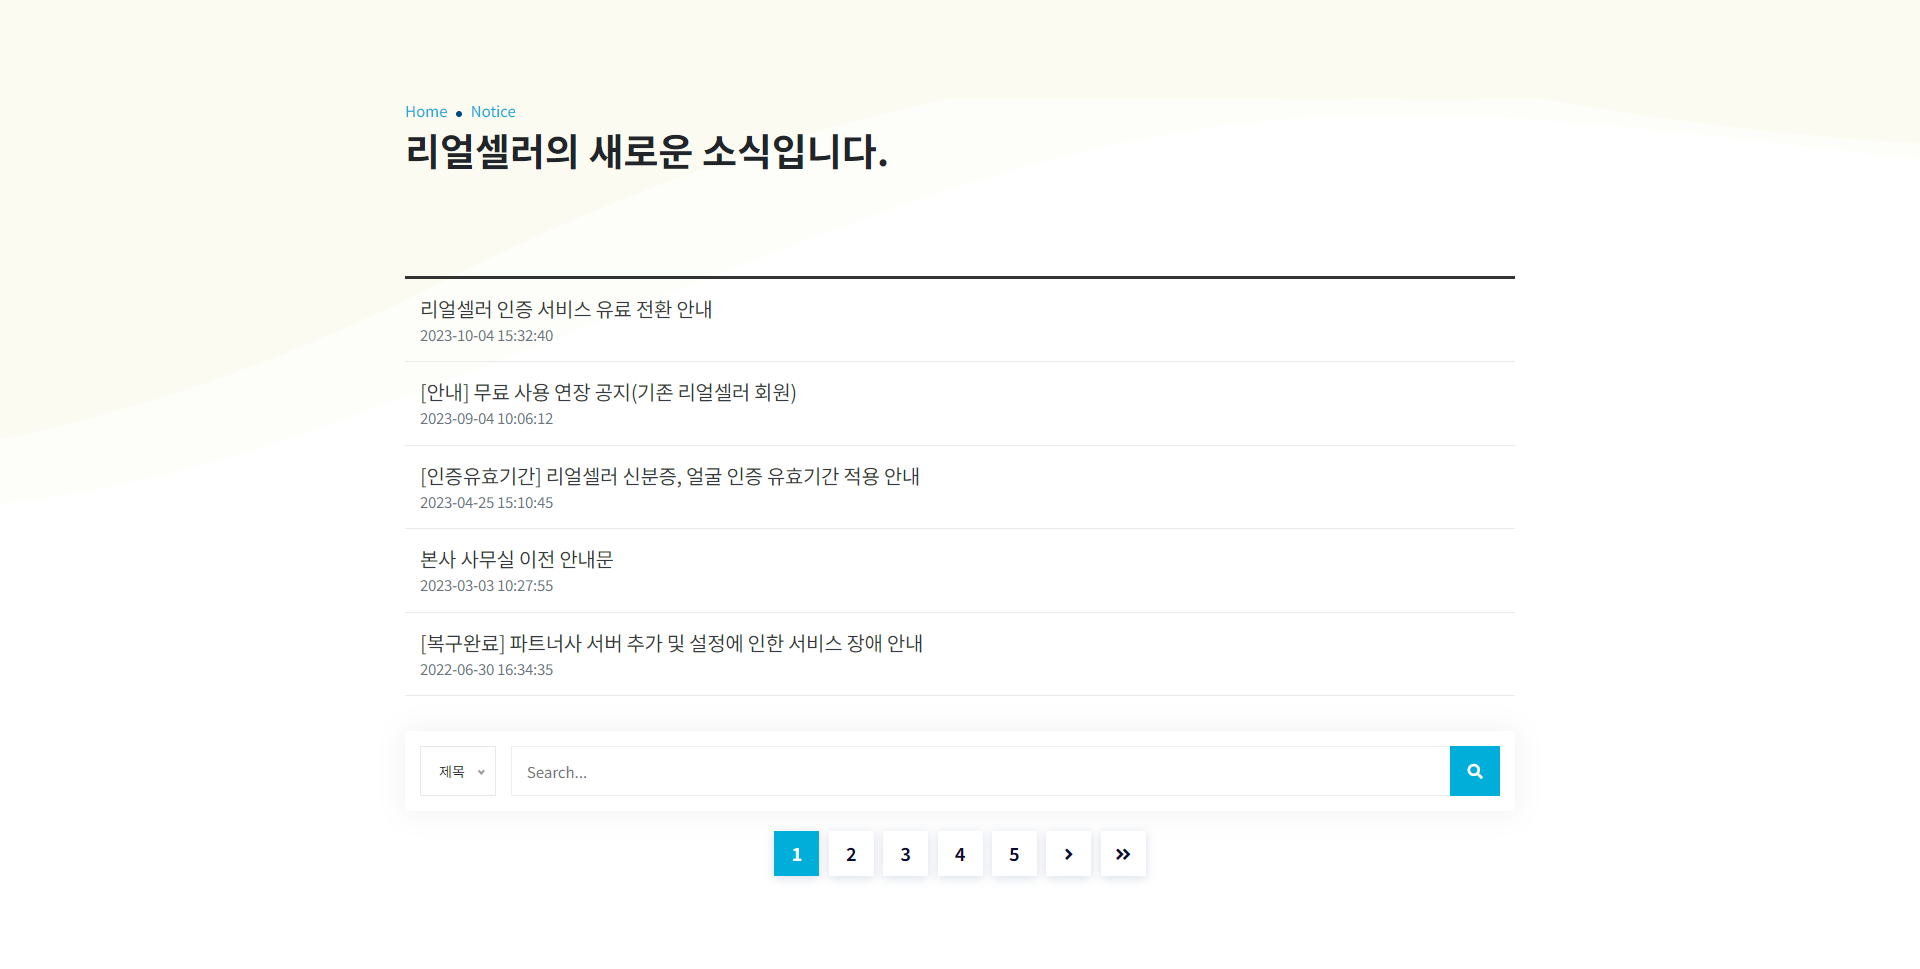 Home • Notice
리얼셀러의 새로운 소식입니다.
리얼셀러 인증 서비스 유료 전환 안내
2023-10-04 15:32:40
[안내] 무료 사용 연장 공지(기존 리얼셀러 회원)
2023-09-04 10:06:12
[인증유효기간] 리얼셀러 신분증, 얼굴 인증 유효기간 적용 안내
2023-04-25 15:10:45
본사 사무실 이전 안내문
2023-03-03 10:27:55
[복구완료] 파트너사 서버 추가 및 설정에 인한 서비스 장애 안내
2022-06-30 16:34:35
제목 Search...
1 2 3 4 5